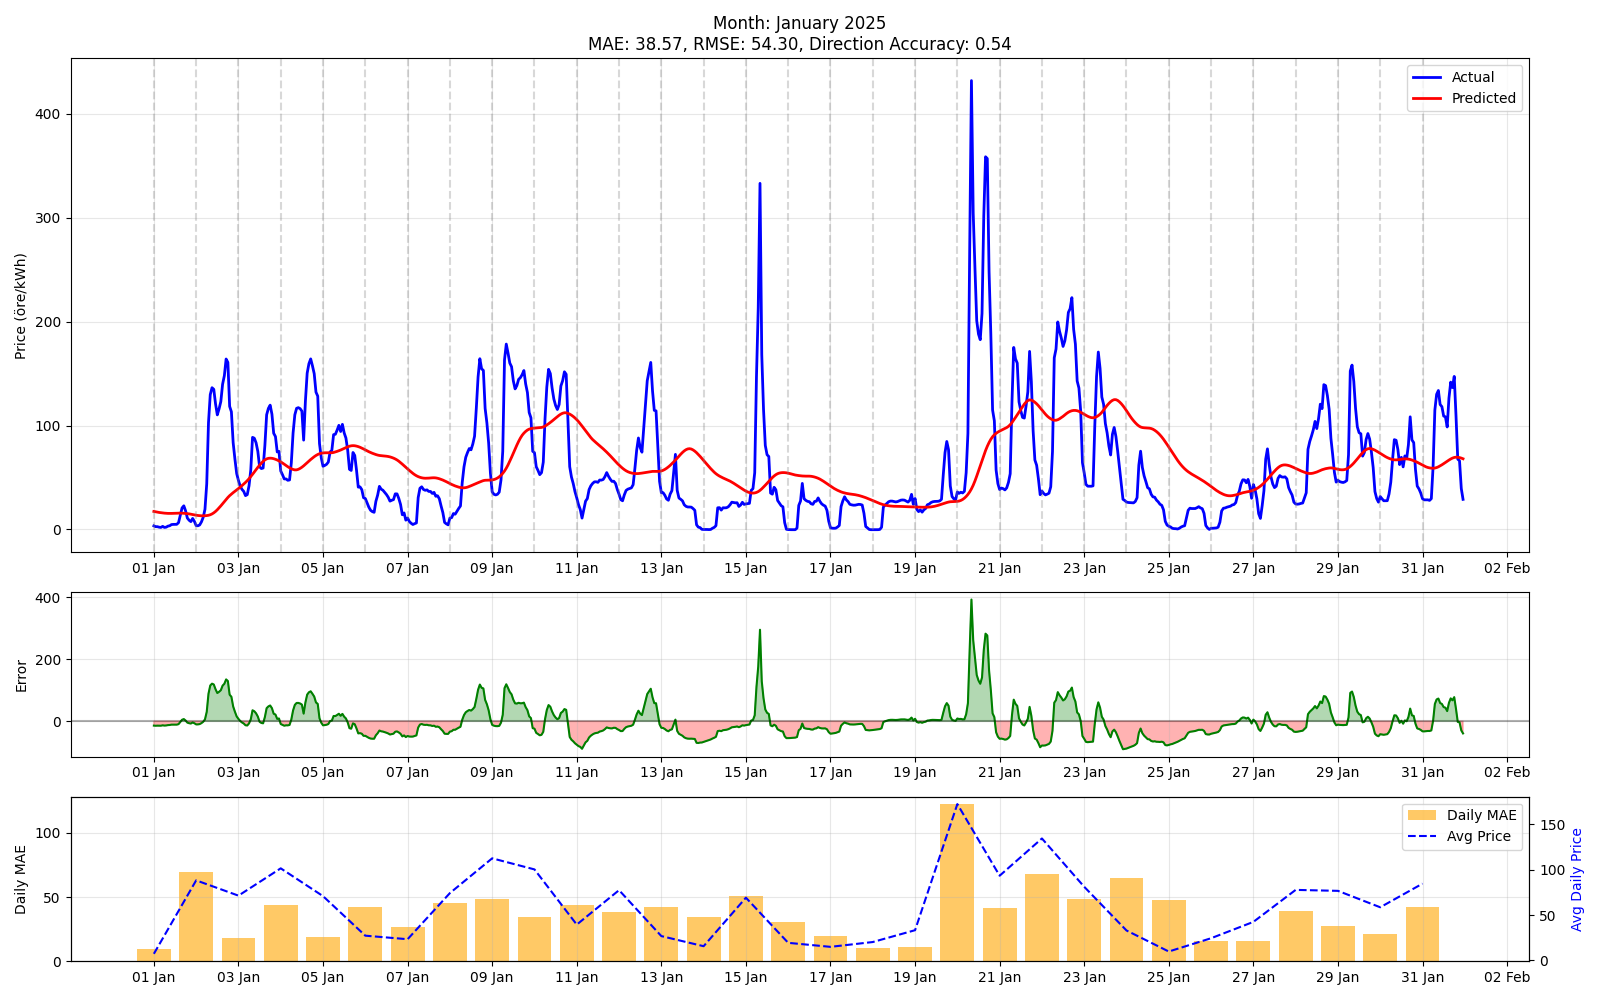 Month: January 2025
MAE: 38.57, RMSE: 54.30, Direction Accuracy: 0.54
Price (öre/kWh)
400
300
200
100
0
Actual
Predicted
01 Jan 03 Jan 05 Jan 07 Jan 09 Jan 11 Jan 13 Jan 15 Jan 17 Jan 19 Jan 21 Jan 23 Jan 25 Jan 27 Jan 29 Jan 31 Jan 02 Feb
Error
400
200
0
01 Jan 03 Jan 05 Jan 07 Jan 09 Jan 11 Jan 13 Jan 15 Jan 17 Jan 19 Jan 21 Jan 23 Jan 25 Jan 27 Jan 29 Jan 31 Jan 02 Feb
Daily MAE
100
50
0
Daily MAE
Avg Price
150
100
50
0
Avg Daily Price
01 Jan 03 Jan 05 Jan 07 Jan 09 Jan 11 Jan 13 Jan 15 Jan 17 Jan 19 Jan 21 Jan 23 Jan 25 Jan 27 Jan 29 Jan 31 Jan 02 Feb